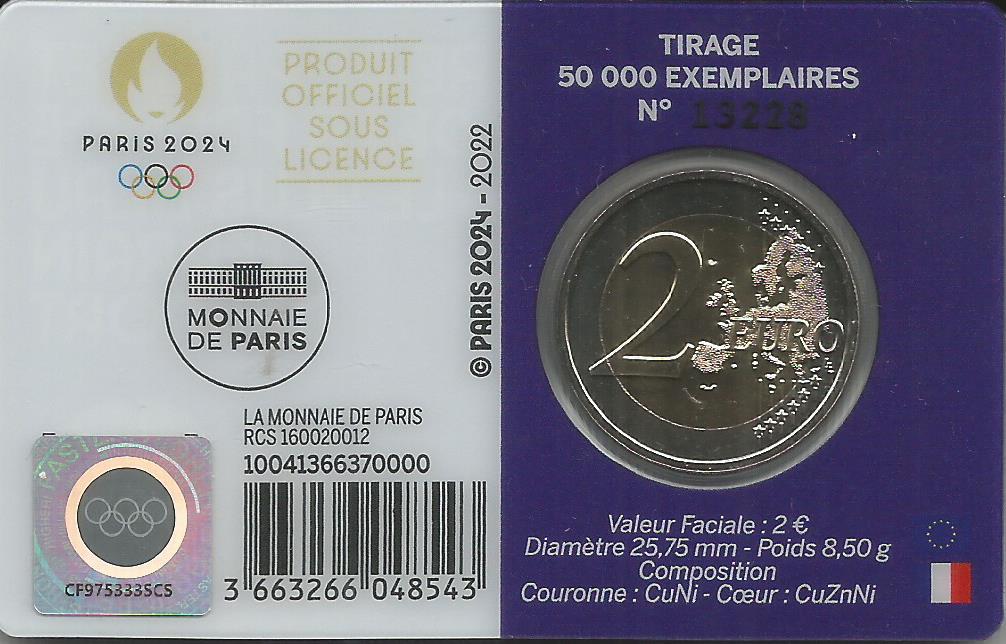 PARIS 2024
PRODUIT
OFFICIEL
SOUS
LICENCE
© PARIS 2024 - 2022
MONNAIE
DE PARIS
LA MONNAIE DE PARIS
RCS 160020012
10041366370000
3 663266 048543
CF975333SCS
TIRAGE
50 000 EXEMPLAIRES
N° 13228
2 EURO
Valeur Faciale : 2 €
Diamètre 25,75 mm - Poids 8,50 g
Composition
Couronne : CuNi - Cœur : CuZnNi